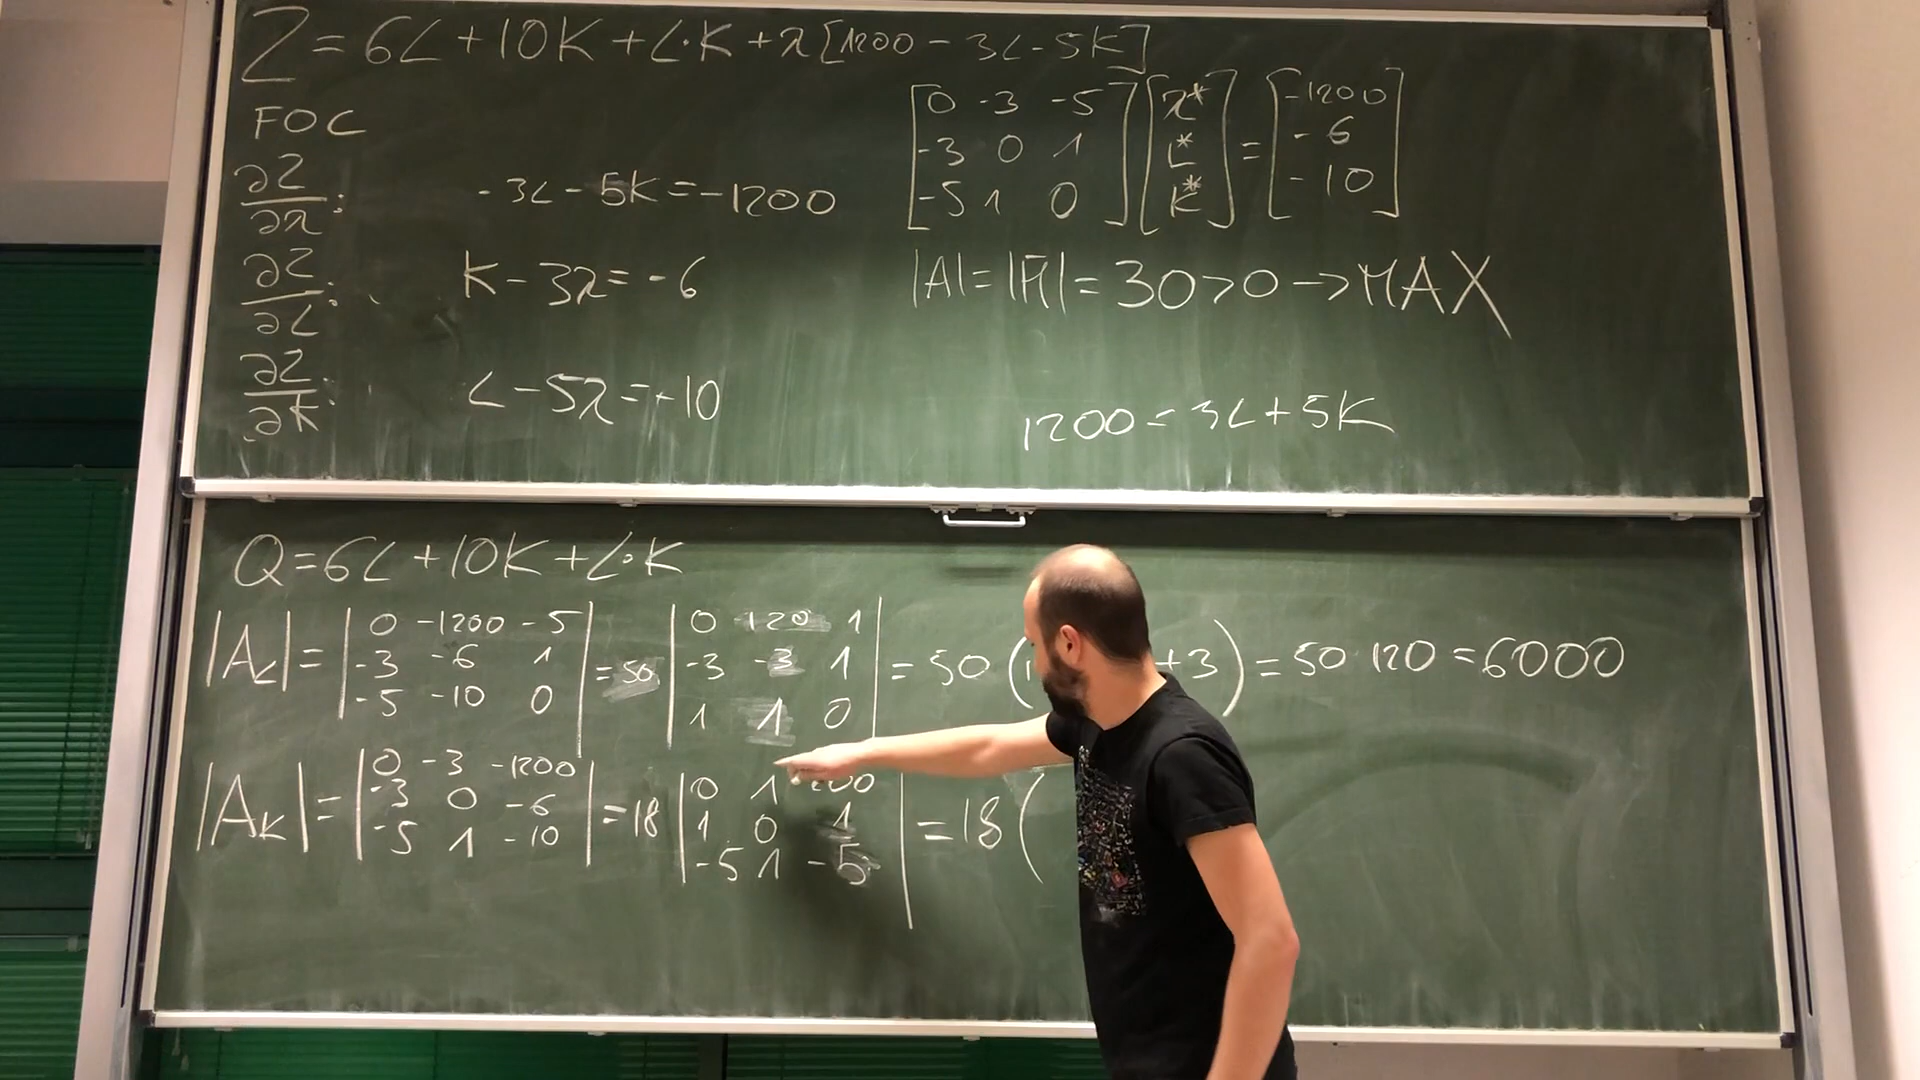 Z = 6L + 10K + L·K + λ[1200 - 3L - 5K]
FOC
∂Z/∂λ: -3L - 5K = -1200
∂Z/∂L: K - 3λ = -6
∂Z/∂K: L - 5λ = -10
[0 -3 -5] [λ*] = [-1200]
[-3 0 1] [L*] [-6]
[-5 1 0] [K*] [-10]
|A| = |H̄| = 30 > 0 → MAX
1200 = 3L + 5K
Q = 6L + 10K + L·K
|A_L| = |0 -1200 -5| = 50 |0 120 1| = 50( +3) = 50 120 = 6000
|-3 -6 1| |-3 -3 1|
|-5 -10 0| |1 1 0|
|A_K| = |0 -3 -1200| = 18 |0 1 200| = 18(
|-3 0 -6| |1 0 1|
|-5 1 -10| |-5 1 -5|